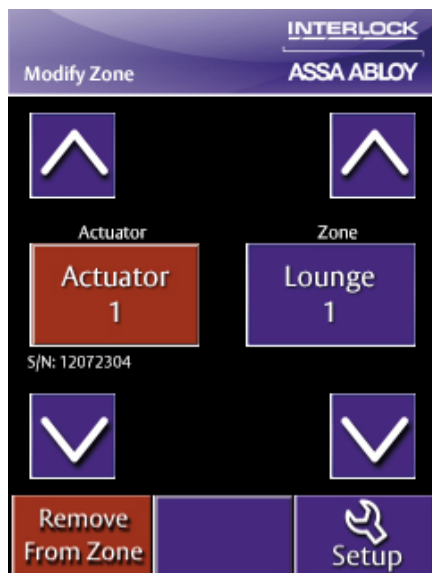 INTERLOCK
Modify Zone
ASSA ABLOY
Actuator
Zone
Actuator
1
Lounge
1
S/N: 12072304
Remove
From Zone
Setup